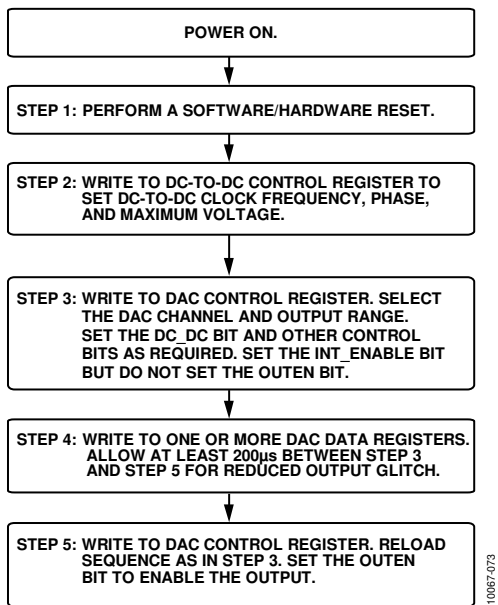 POWER ON.
STEP 1: PERFORM A SOFTWARE/HARDWARE RESET.
STEP 2: WRITE TO DC-TO-DC CONTROL REGISTER TO
SET DC-TO-DC CLOCK FREQUENCY, PHASE,
AND MAXIMUM VOLTAGE.
STEP 3: WRITE TO DAC CONTROL REGISTER. SELECT
THE DAC CHANNEL AND OUTPUT RANGE.
SET THE DC_DC BIT AND OTHER CONTROL
BITS AS REQUIRED. SET THE INT_ENABLE BIT
BUT DO NOT SET THE OUTEN BIT.
STEP 4: WRITE TO ONE OR MORE DAC DATA REGISTERS.
ALLOW AT LEAST 200µs BETWEEN STEP 3
AND STEP 5 FOR REDUCED OUTPUT GLITCH.
STEP 5: WRITE TO DAC CONTROL REGISTER. RELOAD
SEQUENCE AS IN STEP 3. SET THE OUTEN
BIT TO ENABLE THE OUTPUT.
10067-073